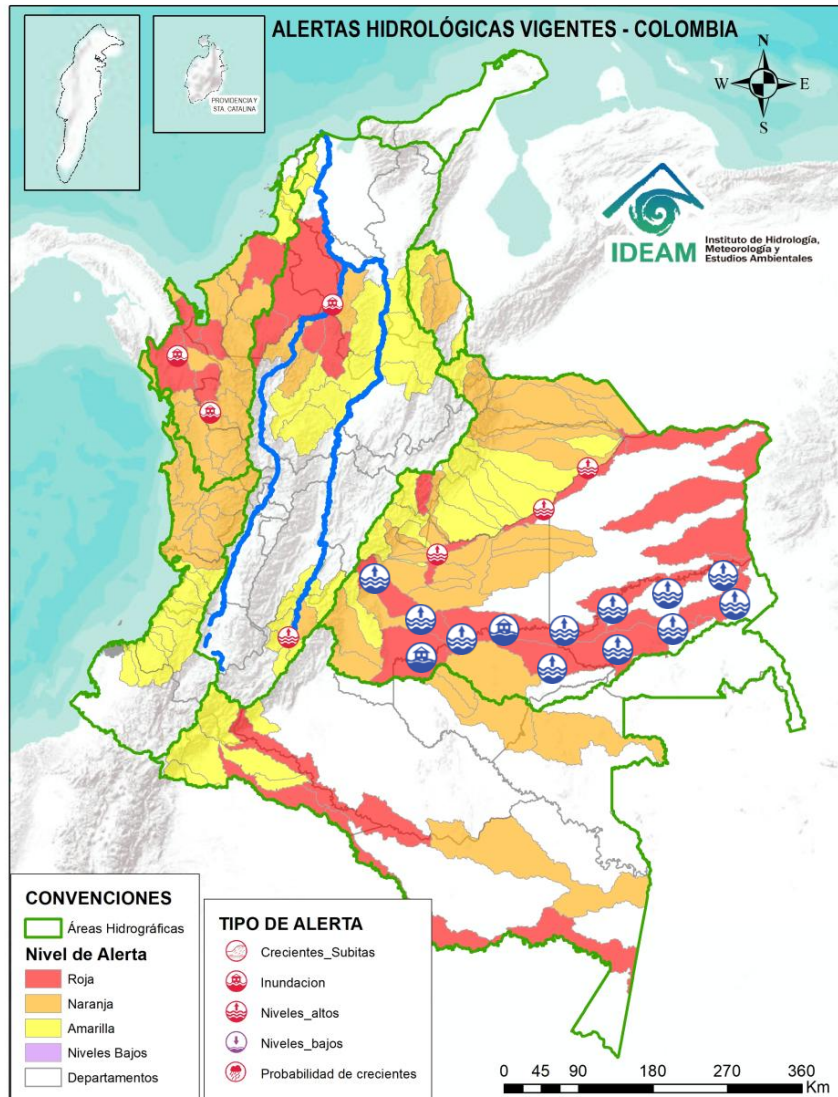 ALERTAS HIDROLÓGICAS VIGENTES - COLOMBIA
PROVIDENCIA Y
STA. CATALINA
N
W
E
S
IDEAM
Instituto de Hidrología,
Meteorología y
Estudios Ambientales
CONVENCIONES
Áreas Hidrográficas
Nivel de Alerta
Roja
Naranja
Amarilla
Niveles Bajos
Departamentos
TIPO DE ALERTA
Crecientes_Subitas
Inundacion
Niveles_altos
Niveles_bajos
Probabilidad de crecientes
0 45 90 180 270 360
Km